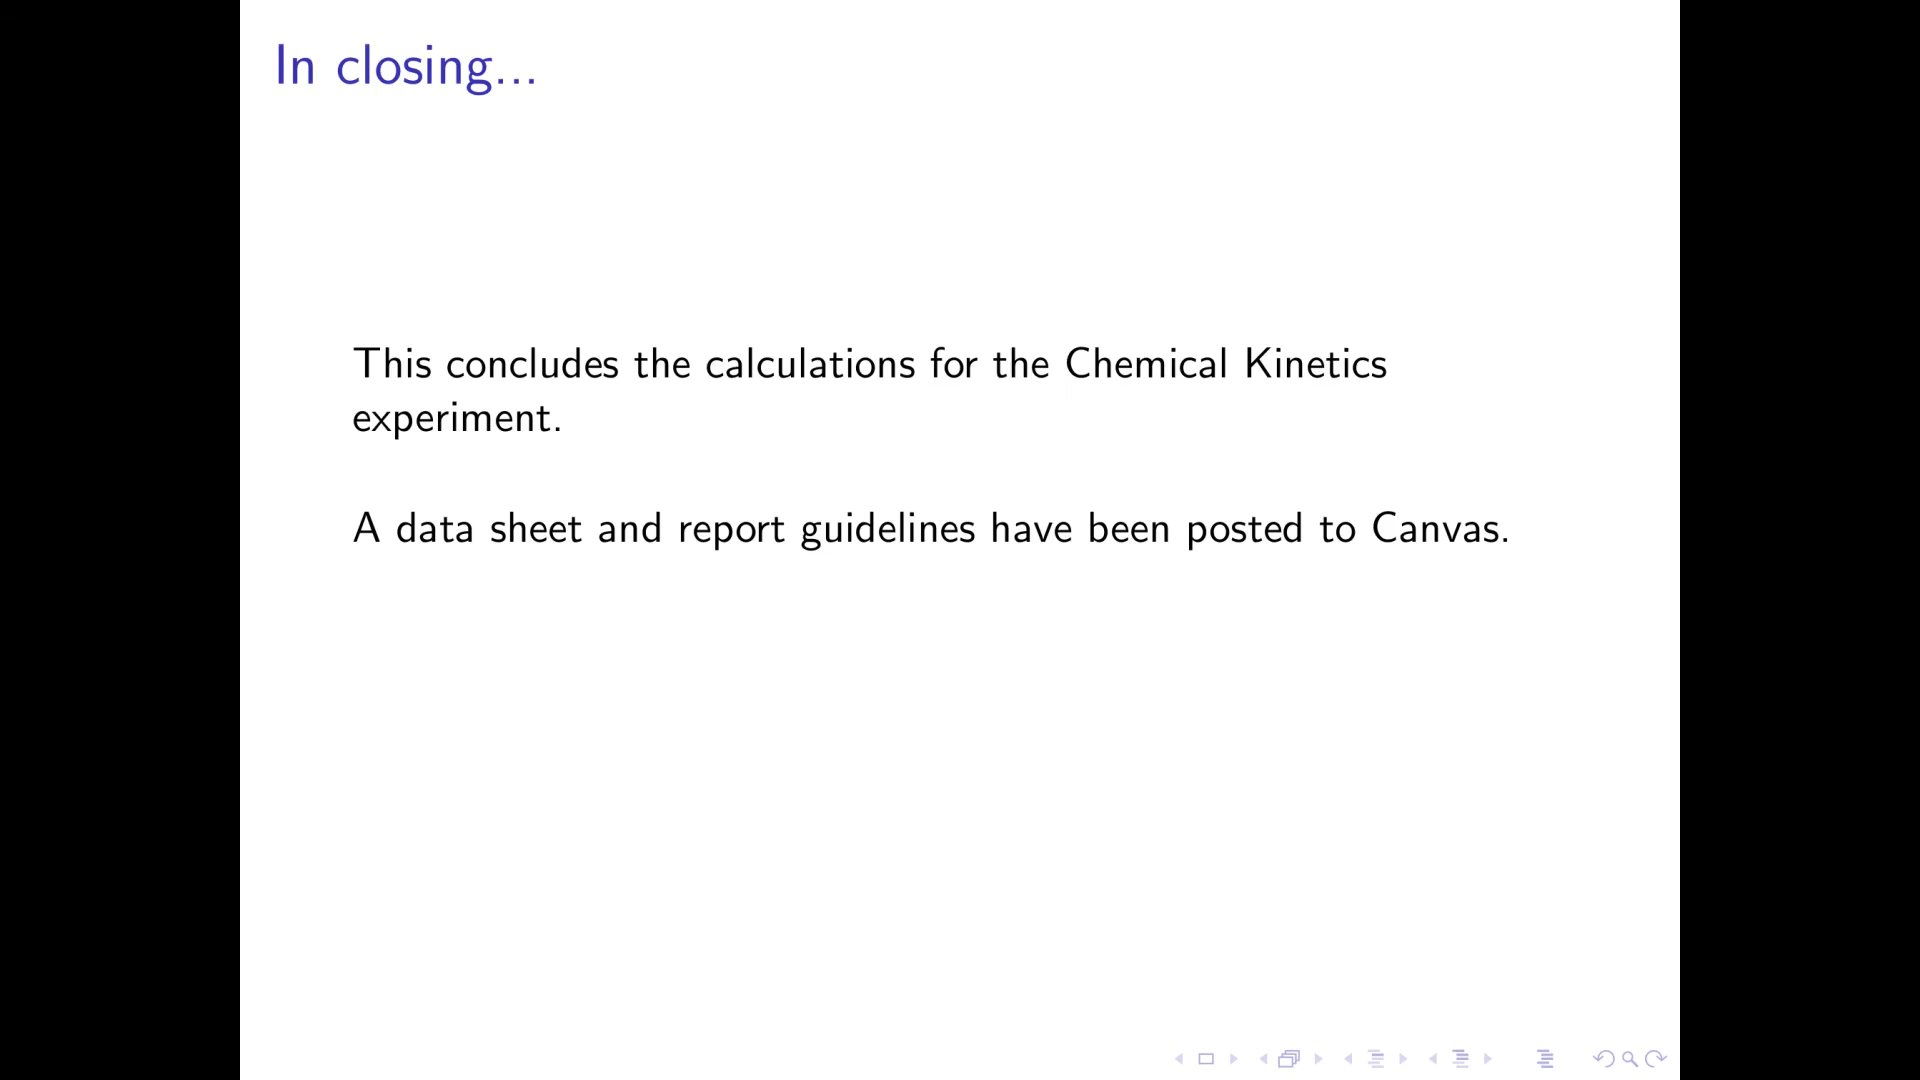 In closing...
This concludes the calculations for the Chemical Kinetics
experiment.
A data sheet and report guidelines have been posted to Canvas.